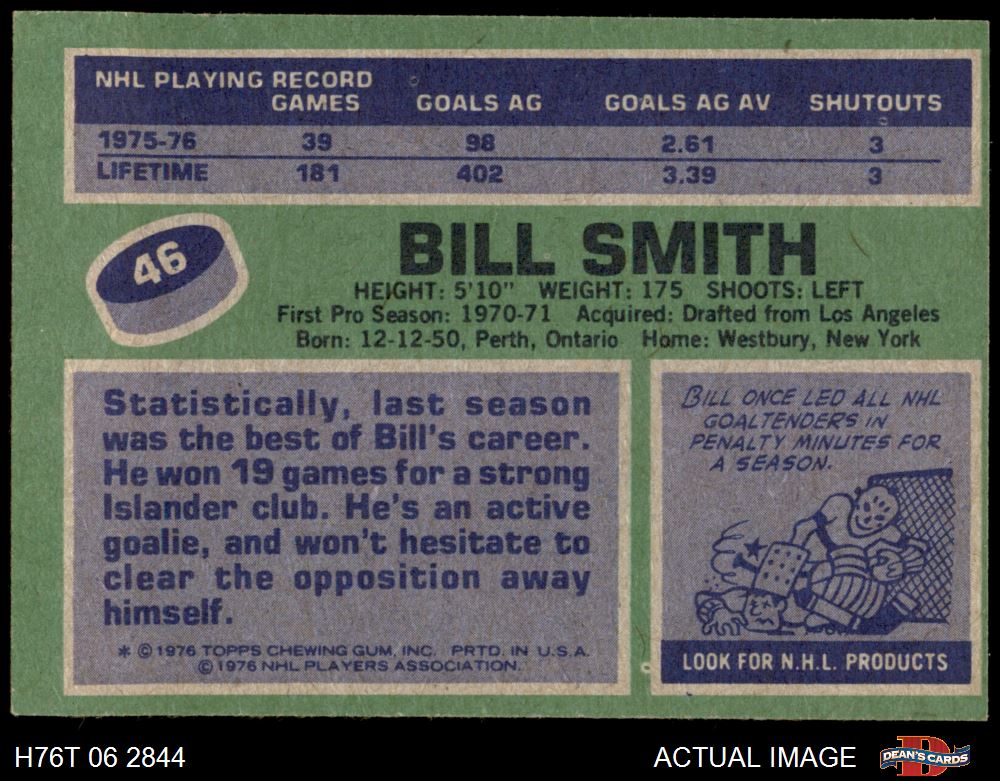 NHL PLAYING RECORD
GAMES GOALS AG GOALS AG AV SHUTOUTS
1975-76 39 98 2.61 3
LIFETIME 181 402 3.39 3
46
BILL SMITH
HEIGHT: 5'10" WEIGHT: 175 SHOOTS: LEFT
First Pro Season: 1970-71 Acquired: Drafted from Los Angeles
Born: 12-12-50, Perth, Ontario Home: Westbury, New York
Statistically, last season
was the best of Bill's career.
He won 19 games for a strong
Islander club. He's an active
goalie, and won't hesitate to
clear the opposition away
himself.
* © 1976 TOPPS CHEWING GUM, INC. PRTD. IN U.S.A.
© 1976 NHL PLAYERS ASSOCIATION.
BILL ONCE LED ALL NHL
GOALTENDERS IN
PENALTY MINUTES FOR
A SEASON.
LOOK FOR N.H.L. PRODUCTS
H76T 06 2844
ACTUAL IMAGE
DEAN'S CARDS